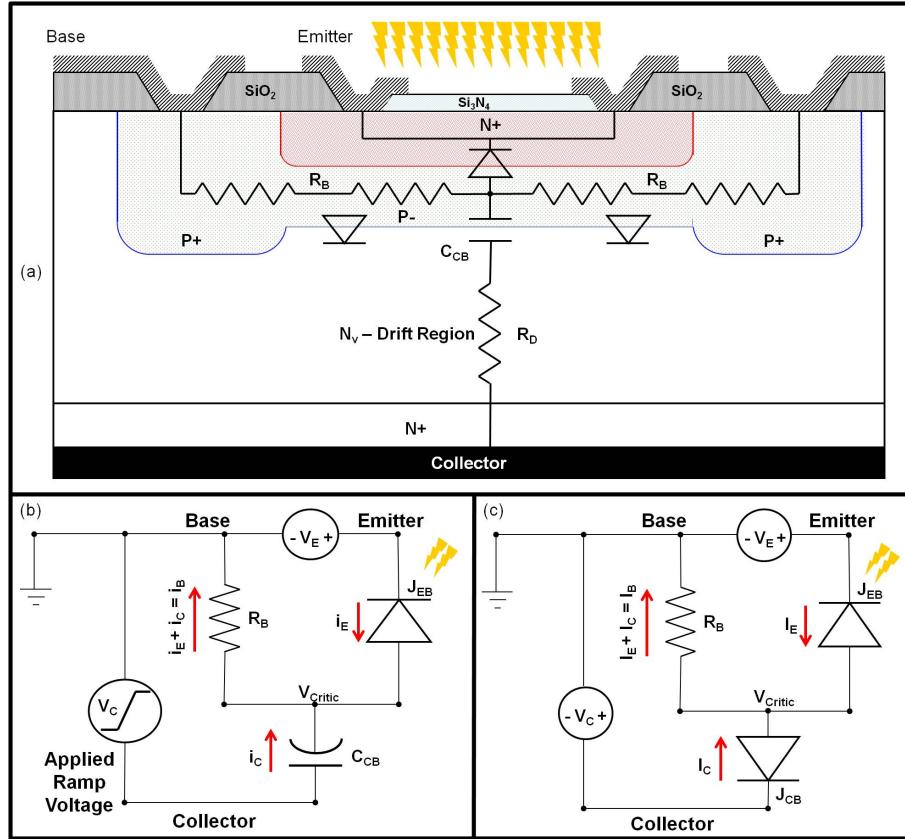 Base Emitter
SiO2 Si3N4 SiO2
N+
RB RB
P+ P- P+
CCB
(a)
Nv – Drift Region RD
N+
Collector
(b)
Base - VE + Emitter
JEB
iE + iC = iB
RB
iE
VCritic
VC
Applied
Ramp
Voltage
iC
CCB
Collector
(c)
Base - VE + Emitter
JEB
IE + IC = IB
RB
IE
VCritic
- VC +
IC
JCB
Collector